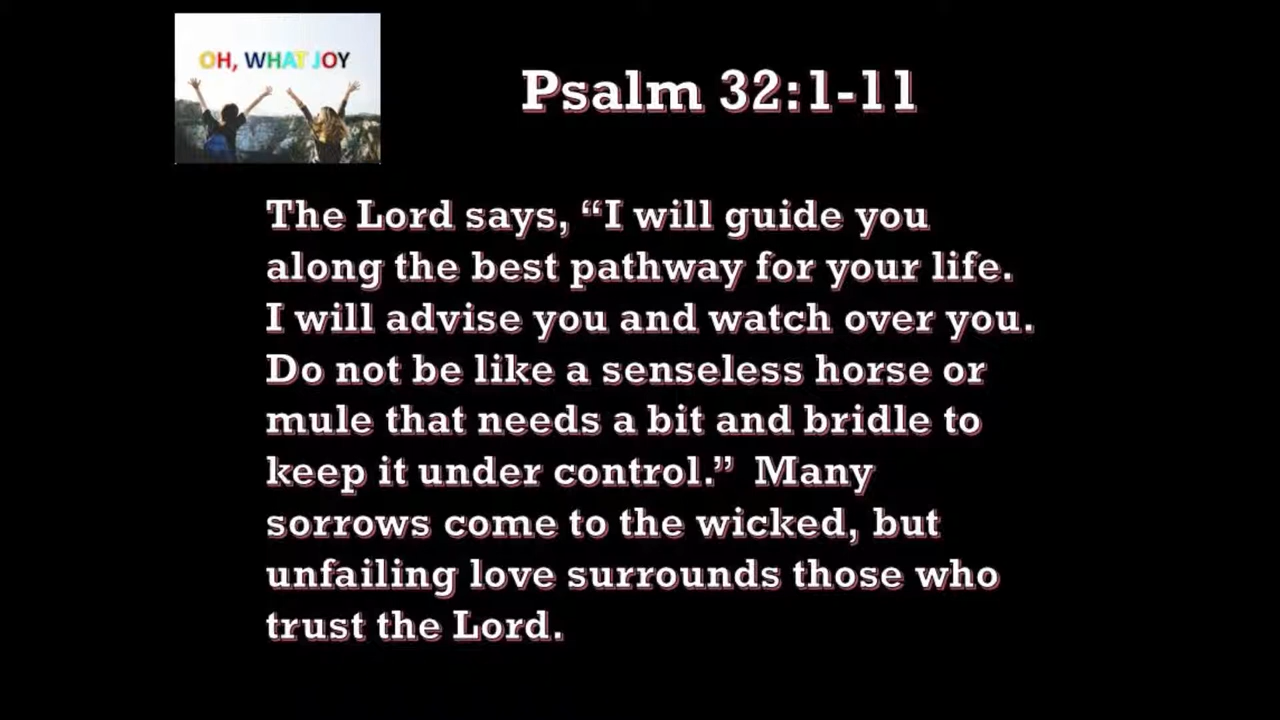 OH, WHAT JOY
Psalm 32:1-11
The Lord says, “I will guide you
along the best pathway for your life.
I will advise you and watch over you.
Do not be like a senseless horse or
mule that needs a bit and bridle to
keep it under control.”  Many
sorrows come to the wicked, but
unfailing love surrounds those who
trust the Lord.